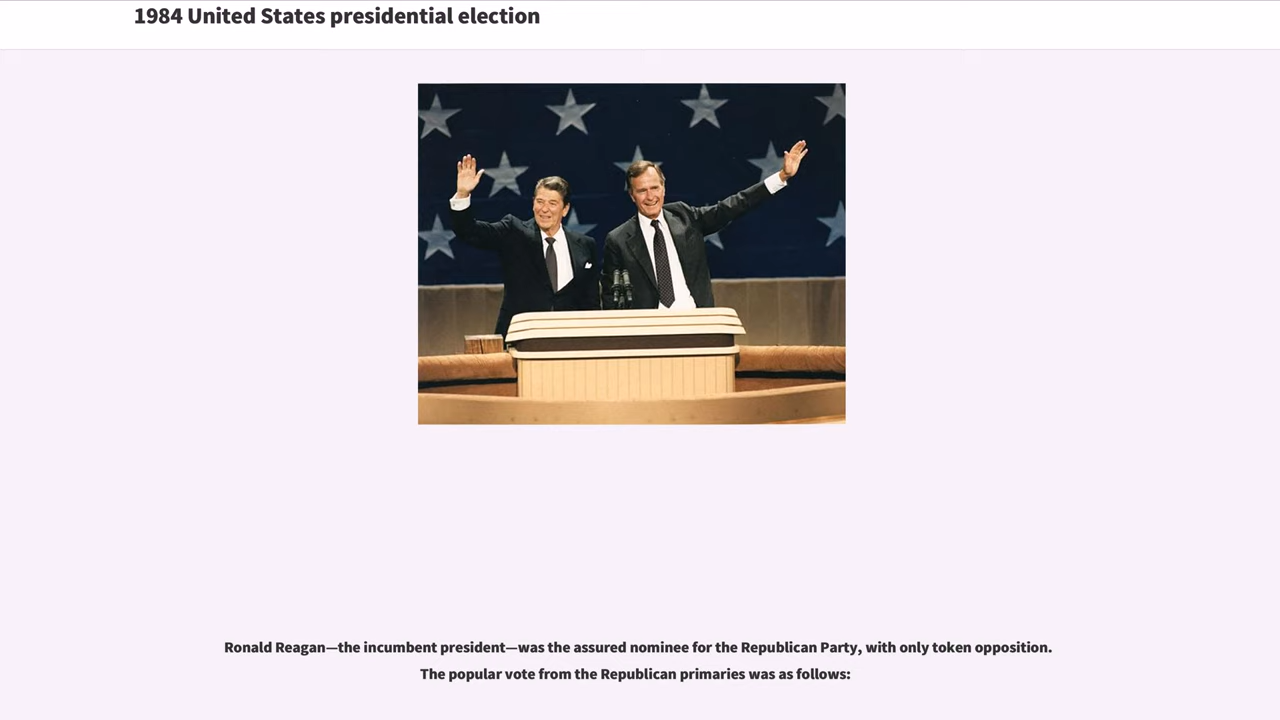 1984 United States presidential election
Ronald Reagan—the incumbent president—was the assured nominee for the Republican Party, with only token opposition.
The popular vote from the Republican primaries was as follows: